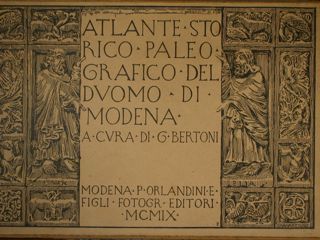 ATLANTE · STO
RICO · PALEO
GRAFICO · DEL
DVOMO · DI
MODENA ·
A · CVRA · DI · G · BERTONI
MODENA · P · ORLANDINI · E ·
FIGLI · FOTOGR · EDITORI ·
· MCMIX ·